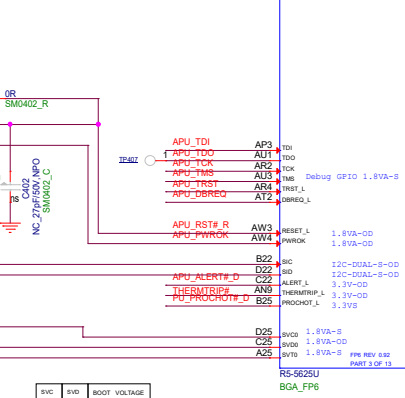 0R
SM0402_R
C402
NC_27pF/50V,NPO
SM0402_C
ns
TP407
1
APU_TDI AP3 TDI
APU_TDO AU1 TDO
APU_TCK AR2 TCK
APU_TMS AU3 TMS Debug GPIO 1.8VA-S
APU_TRST AR4 TRST_L
APU_DBREQ AT2 DBREQ_L
APU_RST#_R AW3 RESET_L 1.8VA-OD
APU_PWROK AW4 PWROK 1.8VA-OD
B22 SIC I2C-DUAL-S-OD
D22 SID I2C-DUAL-S-OD
APU_ALERT#_D C22 ALERT_L 3.3V-OD
THERMTRIP# AN9 THERMTRIP_L 3.3V-OD
PU_PROCHOT#_D B25 PROCHOT_L 3.3VS
D25 SVC0 1.8VA-S
C25 SVD0 1.8VA-OD
A25 SVT0 1.8VA-S
FP6 REV 0.92
PART 3 OF 13
R5-5625U
BGA_FP6
SVC SVD BOOT VOLTAGE